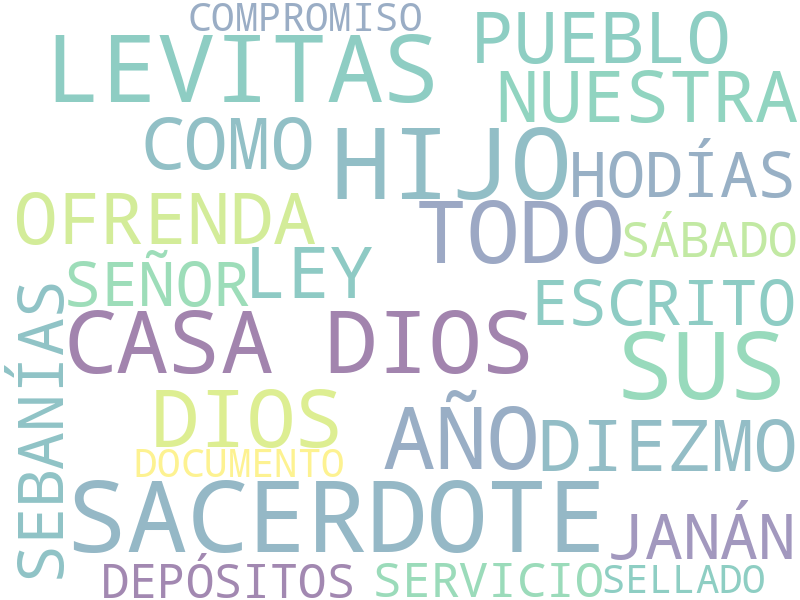 COMPROMISO
PUEBLO
LEVITAS
NUESTRA
COMO
HIJO
HODÍAS
OFRENDA
TODO
SÁBADO
SEÑOR
LEY
ESCRITO
SEBANÍAS
CASA DIOS
SUS
DIOS
AÑO
DIEZMO
DOCUMENTO
SACERDOTE
JANÁN
DEPÓSITOS
SERVICIO
SELLADO